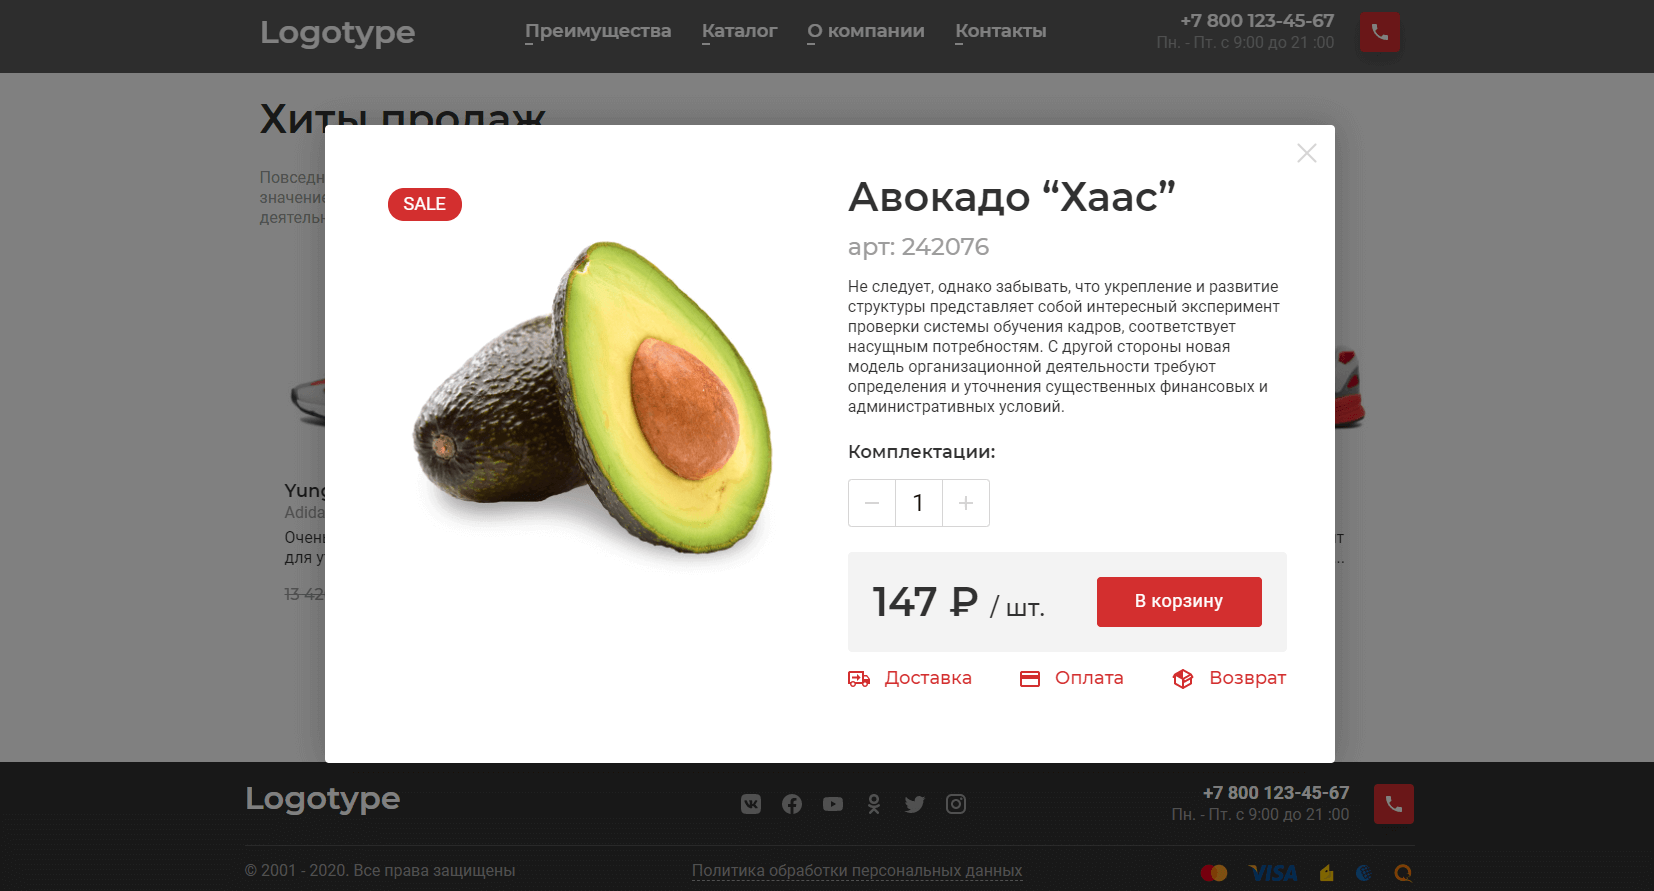 Logotype
Преимущества
Каталог
О компании
Контакты
+7 800 123-45-67
Пн. - Пт. с 9:00 до 21 :00
Хиты продаж
Повседн
значение
деятельн
SALE
Авокадо “Хаас”
арт: 242076
Не следует, однако забывать, что укрепление и развитие
структуры представляет собой интересный эксперимент
проверки системы обучения кадров, соответствует
насущным потребностям. С другой стороны новая
модель организационной деятельности требуют
определения и уточнения существенных финансовых и
административных условий.
Комплектации:
1
147 ₽ / шт.
В корзину
Доставка
Оплата
Возврат
Yung
Adida
Очень
для у
13 42
т
..
Logotype
+7 800 123-45-67
Пн. - Пт. с 9:00 до 21 :00
© 2001 - 2020. Все права защищены
Политика обработки персональных данных
VISA